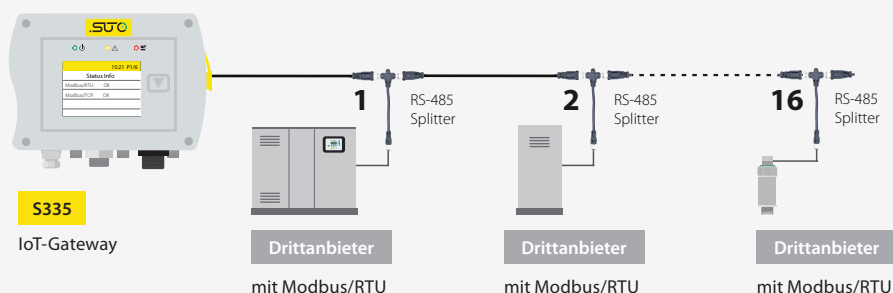 SUTO
15:21 P1/6
Status Info
Modbus/RTU: OK
Modbus/TCP: OK
1
RS-485
Splitter
2
RS-485
Splitter
16
RS-485
Splitter
S335
IoT-Gateway
Drittanbieter
mit Modbus/RTU
Drittanbieter
mit Modbus/RTU
Drittanbieter
mit Modbus/RTU